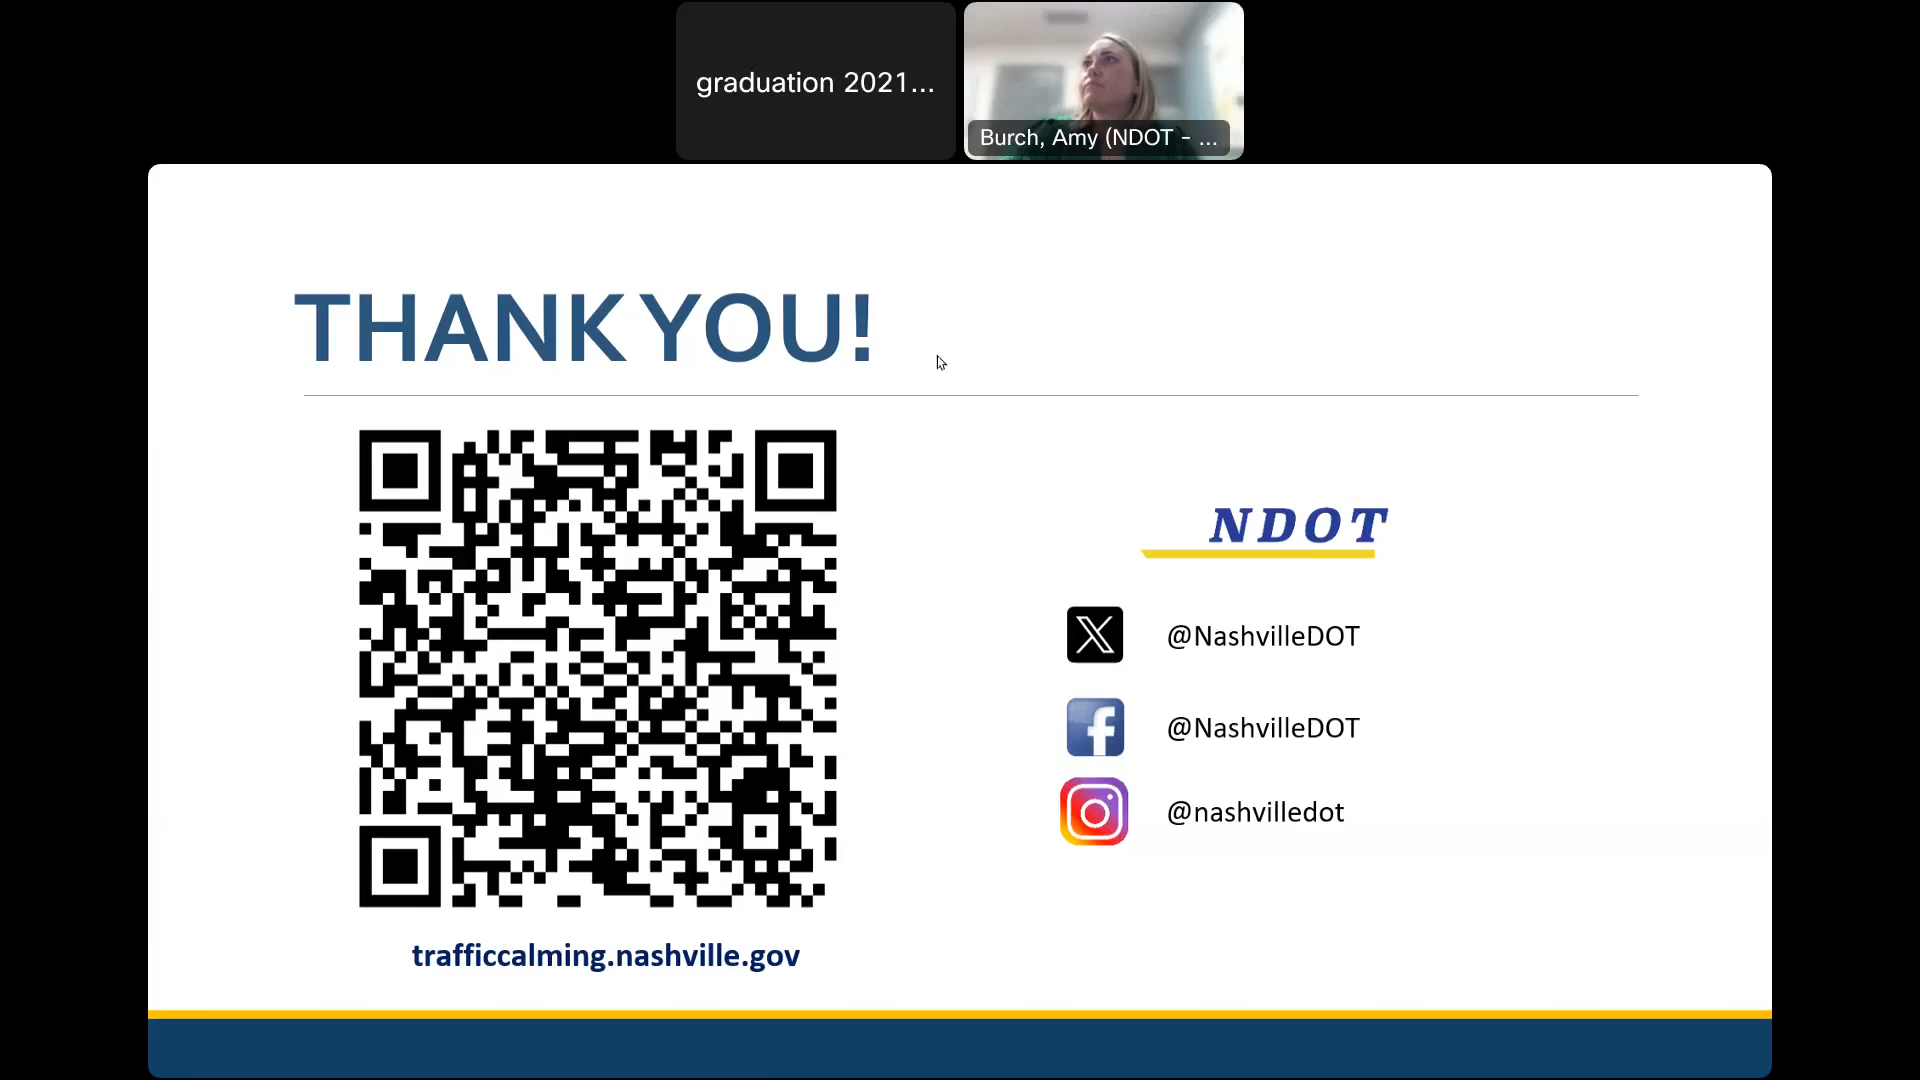 graduation 2021...
Burch, Amy (NDOT - ...
THANK YOU!
NDOT
@NashvilleDOT
@NashvilleDOT
@nashvilledot
trafficcalming.nashville.gov